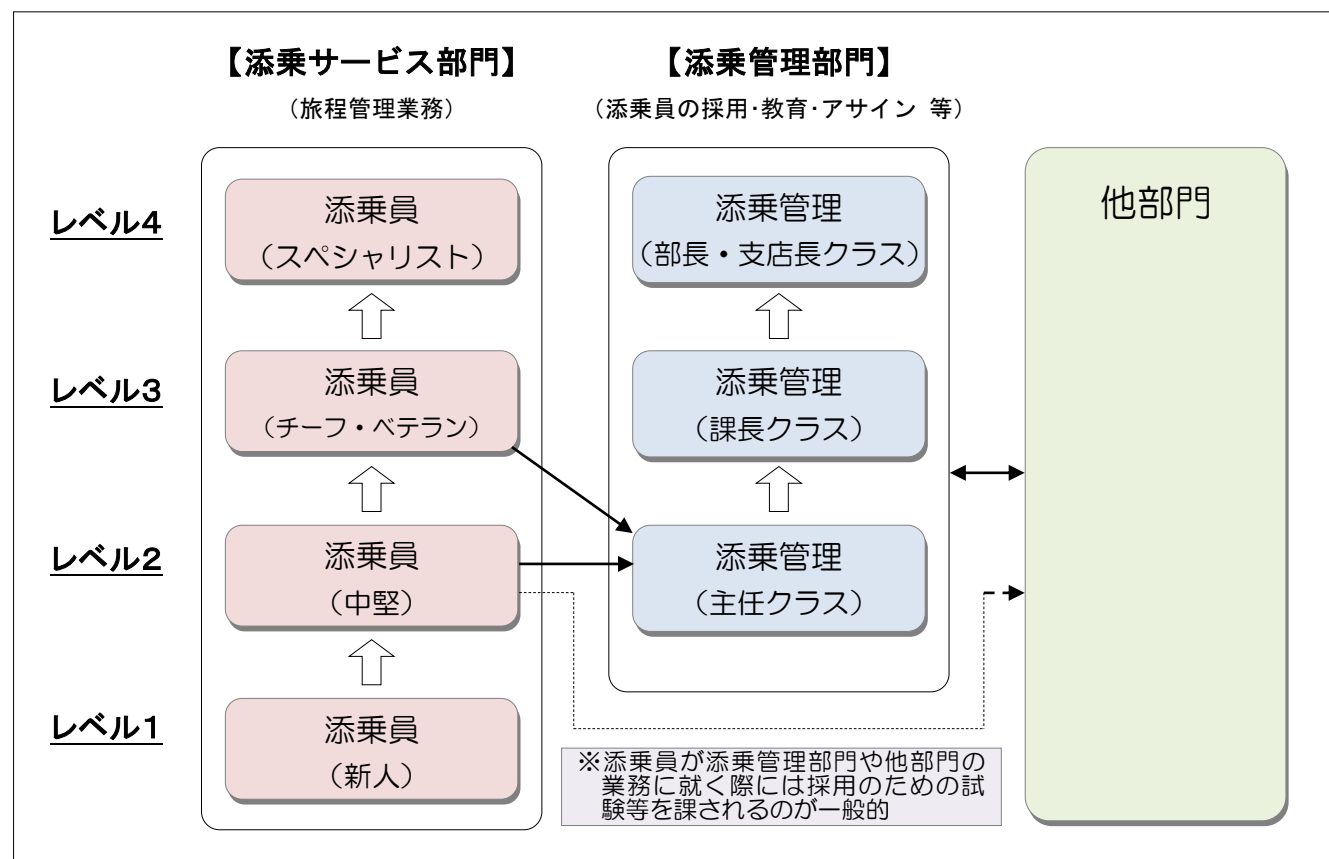 【添乗サービス部門】
（旅程管理業務）
【添乗管理部門】
（添乗員の採用･教育･アサイン 等）
他部門
レベル４
添乗員
（スペシャリスト）
添乗管理
（部長・支店長クラス）
レベル３
添乗員
（チーフ・ベテラン）
添乗管理
（課長クラス）
レベル２
添乗員
（中堅）
添乗管理
（主任クラス）
レベル１
添乗員
（新人）
※添乗員が添乗管理部門や他部門の
業務に就く際には採用のための試
験等を課されるのが一般的